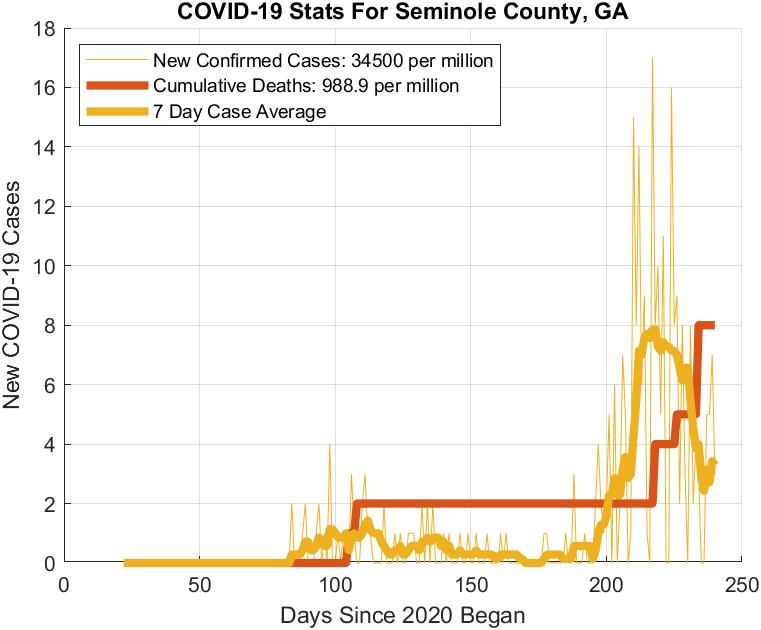 COVID-19 Stats For Seminole County, GA
New Confirmed Cases: 34500 per million
Cumulative Deaths: 988.9 per million
7 Day Case Average
New COVID-19 Cases
18
16
14
12
10
8
6
4
2
0
0 50 100 150 200 250
Days Since 2020 Began